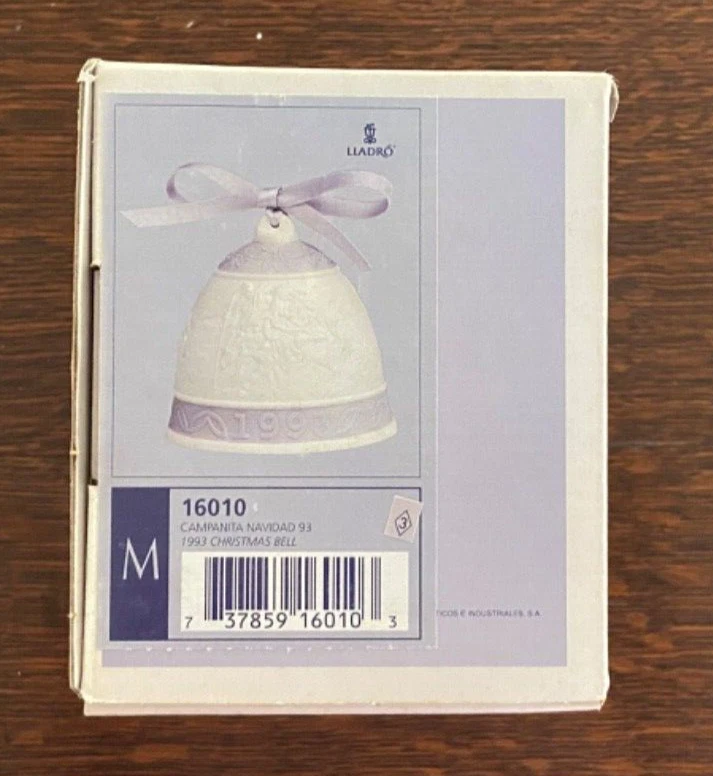 LLADRÓ
199
16010
CAMPANITA NAVIDAD 93
1993 CHRISTMAS BELL
3
M
7 37859 16010 3
TICOS E INDUSTRIALES, S.A.